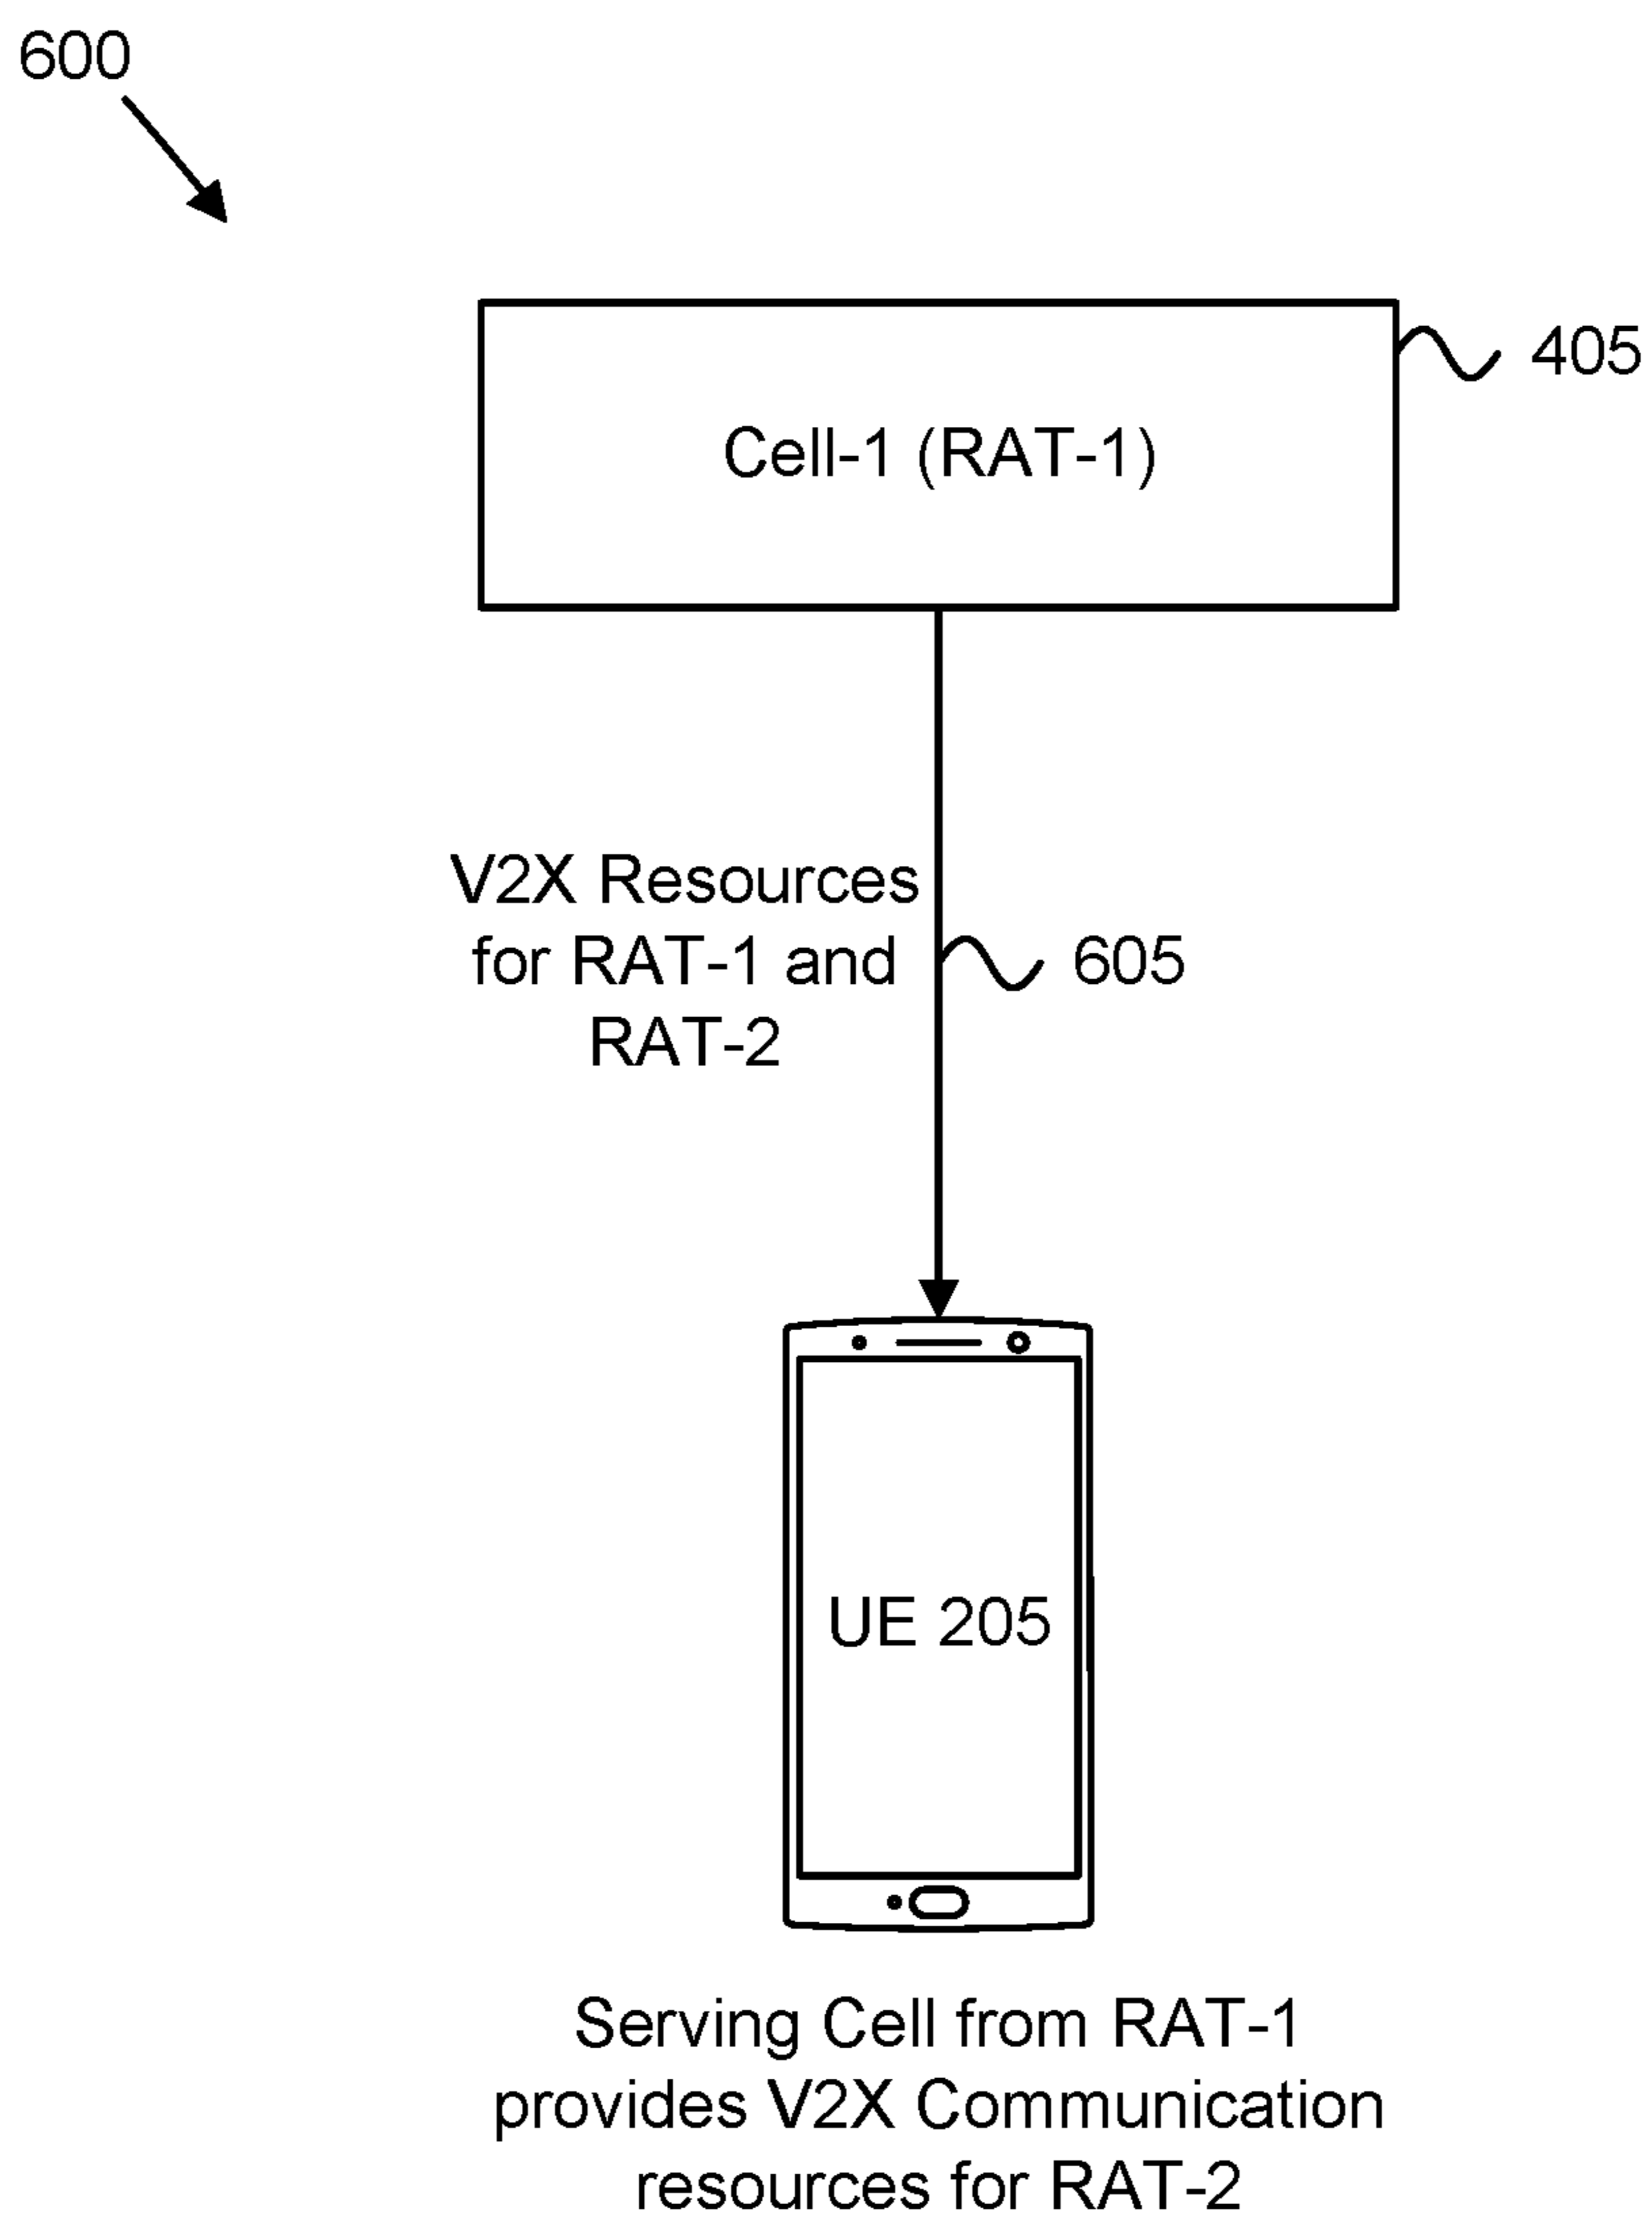 600
405
Cell-1 (RAT-1)
V2X Resources
for RAT-1 and
RAT-2
605
UE 205
Serving Cell from RAT-1
provides V2X Communication
resources for RAT-2